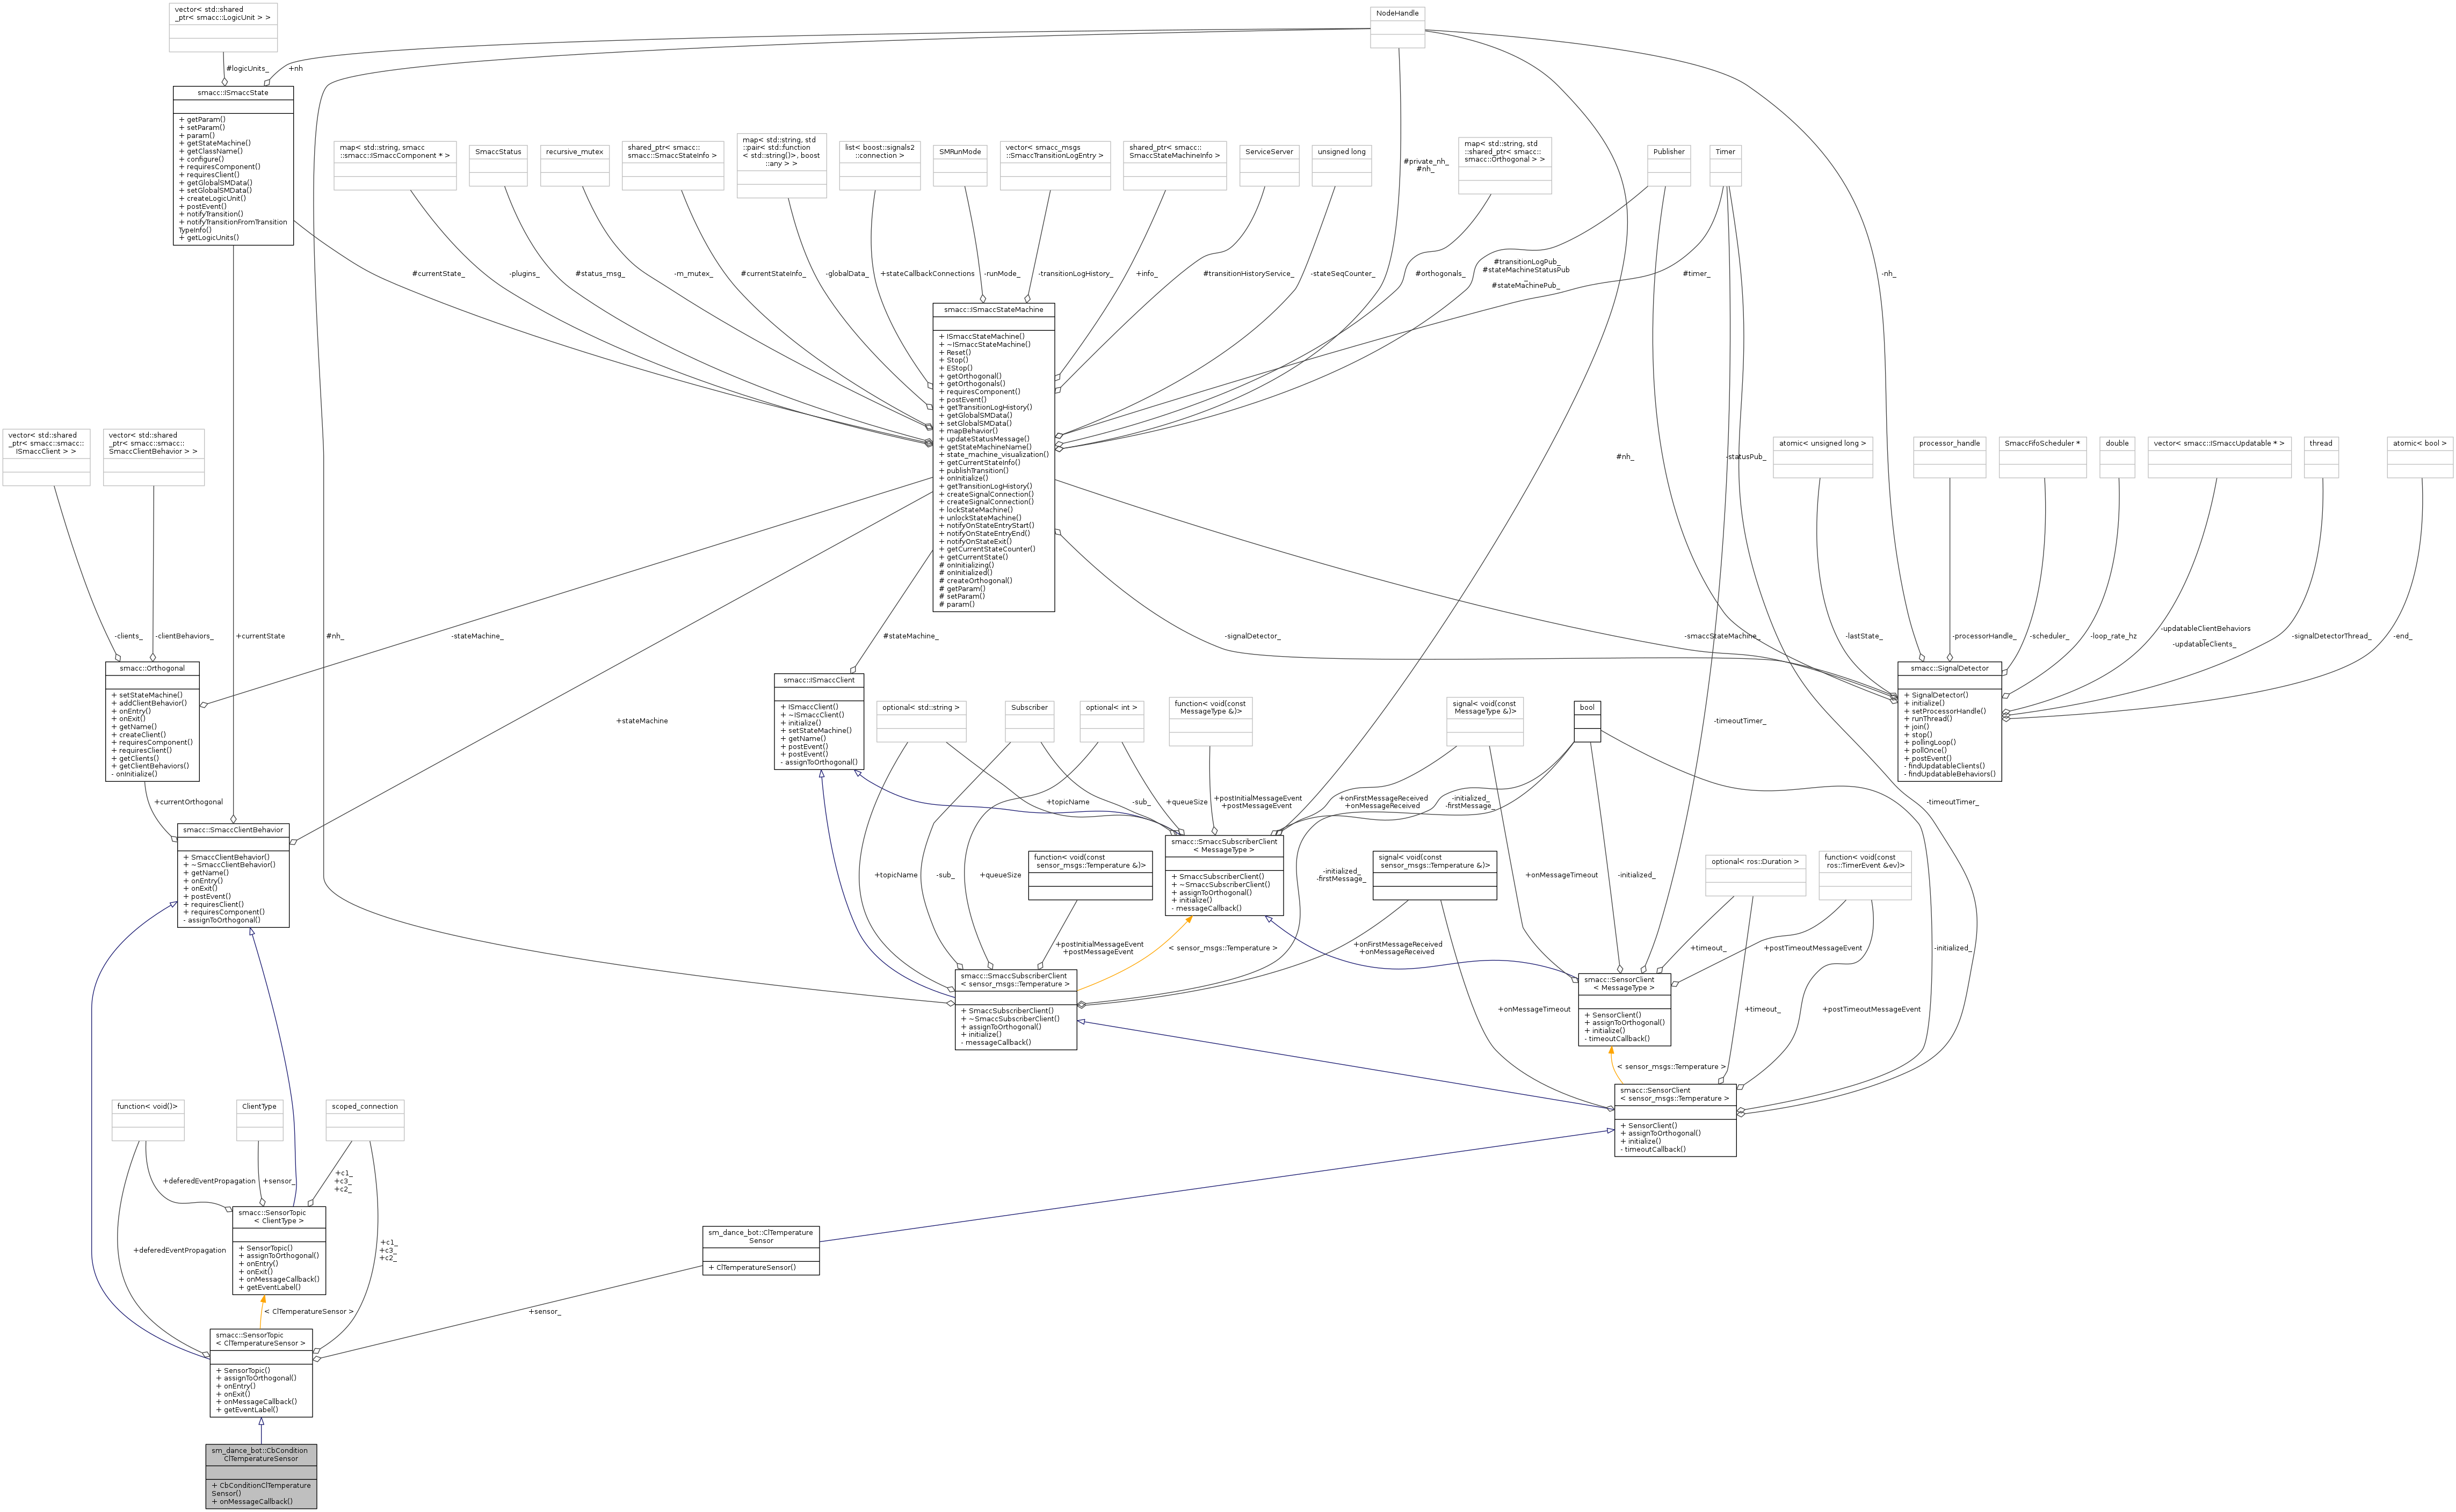 vector< std::shared
_ptr< smacc::LogicUnit > >
NodeHandle
#logicUnits_
+nh
smacc::ISmaccState
+ getParam()
+ setParam()
+ param()
+ getStateMachine()
+ getClassName()
+ configure()
+ requiresComponent()
+ requiresClient()
+ getGlobalSMData()
+ setGlobalSMData()
+ createLogicUnit()
+ postEvent()
+ notifyTransition()
+ notifyTransitionFromTransition
TypeInfo()
+ getLogicUnits()
map< std::string, smacc
::smacc::ISmaccComponent * >
SmaccStatus
recursive_mutex
shared_ptr< smacc::
smacc::SmaccStateInfo >
map< std::string, std
::pair< std::function
< std::string()>, boost
::any > >
list< boost::signals2
::connection >
SMRunMode
vector< smacc_msgs
::SmaccTransitionLogEntry >
shared_ptr< smacc::
SmaccStateMachineInfo >
ServiceServer
unsigned long
#private_nh_
#nh_
map< std::string, std
::shared_ptr< smacc::
smacc::Orthogonal > >
Publisher
Timer
#currentState_
-plugins_
#status_msg_
-m_mutex_
#currentStateInfo_
-globalData_
+stateCallbackConnections
-runMode_
-transitionLogHistory_
+info_
#transitionHistoryService_
-stateSeqCounter_
#orthogonals_
#transitionLogPub_
#stateMachineStatusPub
_
#stateMachinePub_
#timer_
-nh_
smacc::ISmaccStateMachine
+ ISmaccStateMachine()
+ ~ISmaccStateMachine()
+ Reset()
+ Stop()
+ EStop()
+ getOrthogonal()
+ getOrthogonals()
+ requiresComponent()
+ postEvent()
+ getTransitionLogHistory()
+ getGlobalSMData()
+ setGlobalSMData()
+ mapBehavior()
+ updateStatusMessage()
+ getStateMachineName()
+ state_machine_visualization()
+ getCurrentStateInfo()
+ publishTransition()
+ onInitialize()
+ getTransitionLogHistory()
+ createSignalConnection()
+ createSignalConnection()
+ lockStateMachine()
+ unlockStateMachine()
+ notifyOnStateEntryStart()
+ notifyOnStateEntryEnd()
+ notifyOnStateExit()
+ getCurrentStateCounter()
+ getCurrentState()
# onInitializing()
# onInitialized()
# createOrthogonal()
# getParam()
# setParam()
# param()
vector< std::shared
_ptr< smacc::smacc::
ISmaccClient > >
vector< std::shared
_ptr< smacc::smacc::
SmaccClientBehavior > >
#nh_
-statusPub_
atomic< unsigned long >
processor_handle
SmaccFifoScheduler *
double
vector< smacc::ISmaccUpdatable * >
thread
atomic< bool >
-clients_
-clientBehaviors_
+currentState
#nh_
-stateMachine_
#stateMachine_
-signalDetector_
-smaccStateMachine_
-lastState_
-processorHandle_
-scheduler_
-loop_rate_hz
-updatableClientBehaviors
_
-updatableClients_
-signalDetectorThread_
-end_
smacc::Orthogonal
+ setStateMachine()
+ addClientBehavior()
+ onEntry()
+ onExit()
+ getName()
+ createClient()
+ requiresComponent()
+ requiresClient()
+ getClients()
+ getClientBehaviors()
- onInitialize()
smacc::SignalDetector
+ SignalDetector()
+ initialize()
+ setProcessorHandle()
+ runThread()
+ join()
+ stop()
+ pollingLoop()
+ pollOnce()
+ postEvent()
- findUpdatableClients()
- findUpdatableBehaviors()
smacc::ISmaccClient
+ ISmaccClient()
+ ~ISmaccClient()
+ initialize()
+ setStateMachine()
+ getName()
+ postEvent()
+ postEvent()
- assignToOrthogonal()
+stateMachine
optional< std::string >
Subscriber
optional< int >
function< void(const
MessageType &)>
signal< void(const
MessageType &)>
bool
-timeoutTimer_
+currentOrthogonal
+topicName
-sub_
+queueSize
+postInitialMessageEvent
+postMessageEvent
+onFirstMessageReceived
+onMessageReceived
-initialized_
-firstMessage_
-timeoutTimer_
smacc::SmaccClientBehavior
+ SmaccClientBehavior()
+ ~SmaccClientBehavior()
+ getName()
+ onEntry()
+ onExit()
+ postEvent()
+ requiresClient()
+ requiresComponent()
- assignToOrthogonal()
smacc::SmaccSubscriberClient
< MessageType >
+ SmaccSubscriberClient()
+ ~SmaccSubscriberClient()
+ assignToOrthogonal()
+ initialize()
- messageCallback()
+topicName
-sub_
+queueSize
function< void(const
sensor_msgs::Temperature &)>
-initialized_
-firstMessage_
signal< void(const
sensor_msgs::Temperature &)>
+onMessageTimeout
-initialized_
optional< ros::Duration >
function< void(const
ros::TimerEvent &ev)>
+postInitialMessageEvent
+postMessageEvent
< sensor_msgs::Temperature >
+onFirstMessageReceived
+onMessageReceived
+timeout_
+postTimeoutMessageEvent
-initialized_
smacc::SmaccSubscriberClient
< sensor_msgs::Temperature >
+ SmaccSubscriberClient()
+ ~SmaccSubscriberClient()
+ assignToOrthogonal()
+ initialize()
- messageCallback()
smacc::SensorClient
< MessageType >
+ SensorClient()
+ assignToOrthogonal()
+ initialize()
- timeoutCallback()
+onMessageTimeout
+timeout_
+postTimeoutMessageEvent
< sensor_msgs::Temperature >
smacc::SensorClient
< sensor_msgs::Temperature >
+ SensorClient()
+ assignToOrthogonal()
+ initialize()
- timeoutCallback()
function< void()>
ClientType
scoped_connection
+deferedEventPropagation
+sensor_
+c1_
+c3_
+c2_
smacc::SensorTopic
< ClientType >
+ SensorTopic()
+ assignToOrthogonal()
+ onEntry()
+ onExit()
+ onMessageCallback()
+ getEventLabel()
+deferedEventPropagation
+c1_
+c3_
+c2_
sm_dance_bot::ClTemperature
Sensor
+ ClTemperatureSensor()
< ClTemperatureSensor >
+sensor_
smacc::SensorTopic
< ClTemperatureSensor >
+ SensorTopic()
+ assignToOrthogonal()
+ onEntry()
+ onExit()
+ onMessageCallback()
+ getEventLabel()
sm_dance_bot::CbCondition
ClTemperatureSensor
+ CbConditionClTemperature
Sensor()
+ onMessageCallback()